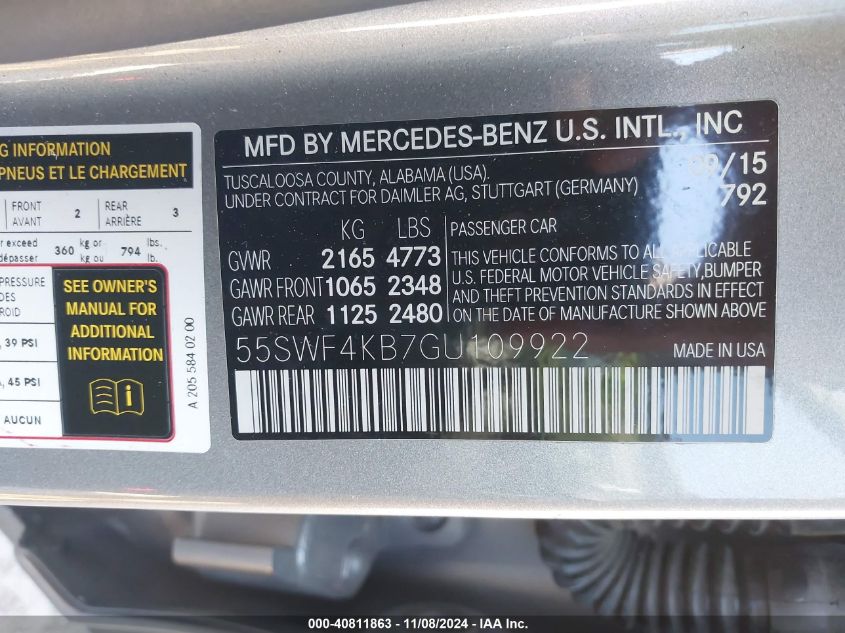 G INFORMATION
PNEUS ET LE CHARGEMENT
FRONT
AVANT
2
REAR
ARRIÈRE
3
er exceed
dépasser
360
kg or
kg ou
794
lbs.
lb.
PRESSURE
DES
ROID
, 39 PSI
, 45 PSI
AUCUN
SEE OWNER'S
MANUAL FOR
ADDITIONAL
INFORMATION
A 205 584 02 00
MFD BY MERCEDES-BENZ U.S. INTL., INC
TUSCALOOSA COUNTY, ALABAMA (USA). 09/15
UNDER CONTRACT FOR DAIMLER AG, STUTTGART (GERMANY) 792
KG LBS
GVWR 2165 4773
GAWR FRONT 1065 2348
GAWR REAR 1125 2480
PASSENGER CAR
THIS VEHICLE CONFORMS TO ALL APPLICABLE
U.S. FEDERAL MOTOR VEHICLE SAFETY, BUMPER
AND THEFT PREVENTION STANDARDS IN EFFECT
ON THE DATE OF MANUFACTURE SHOWN ABOVE
55SWF4KB7GU109922
MADE IN USA
000-40811863 - 11/08/2024 - IAA Inc.